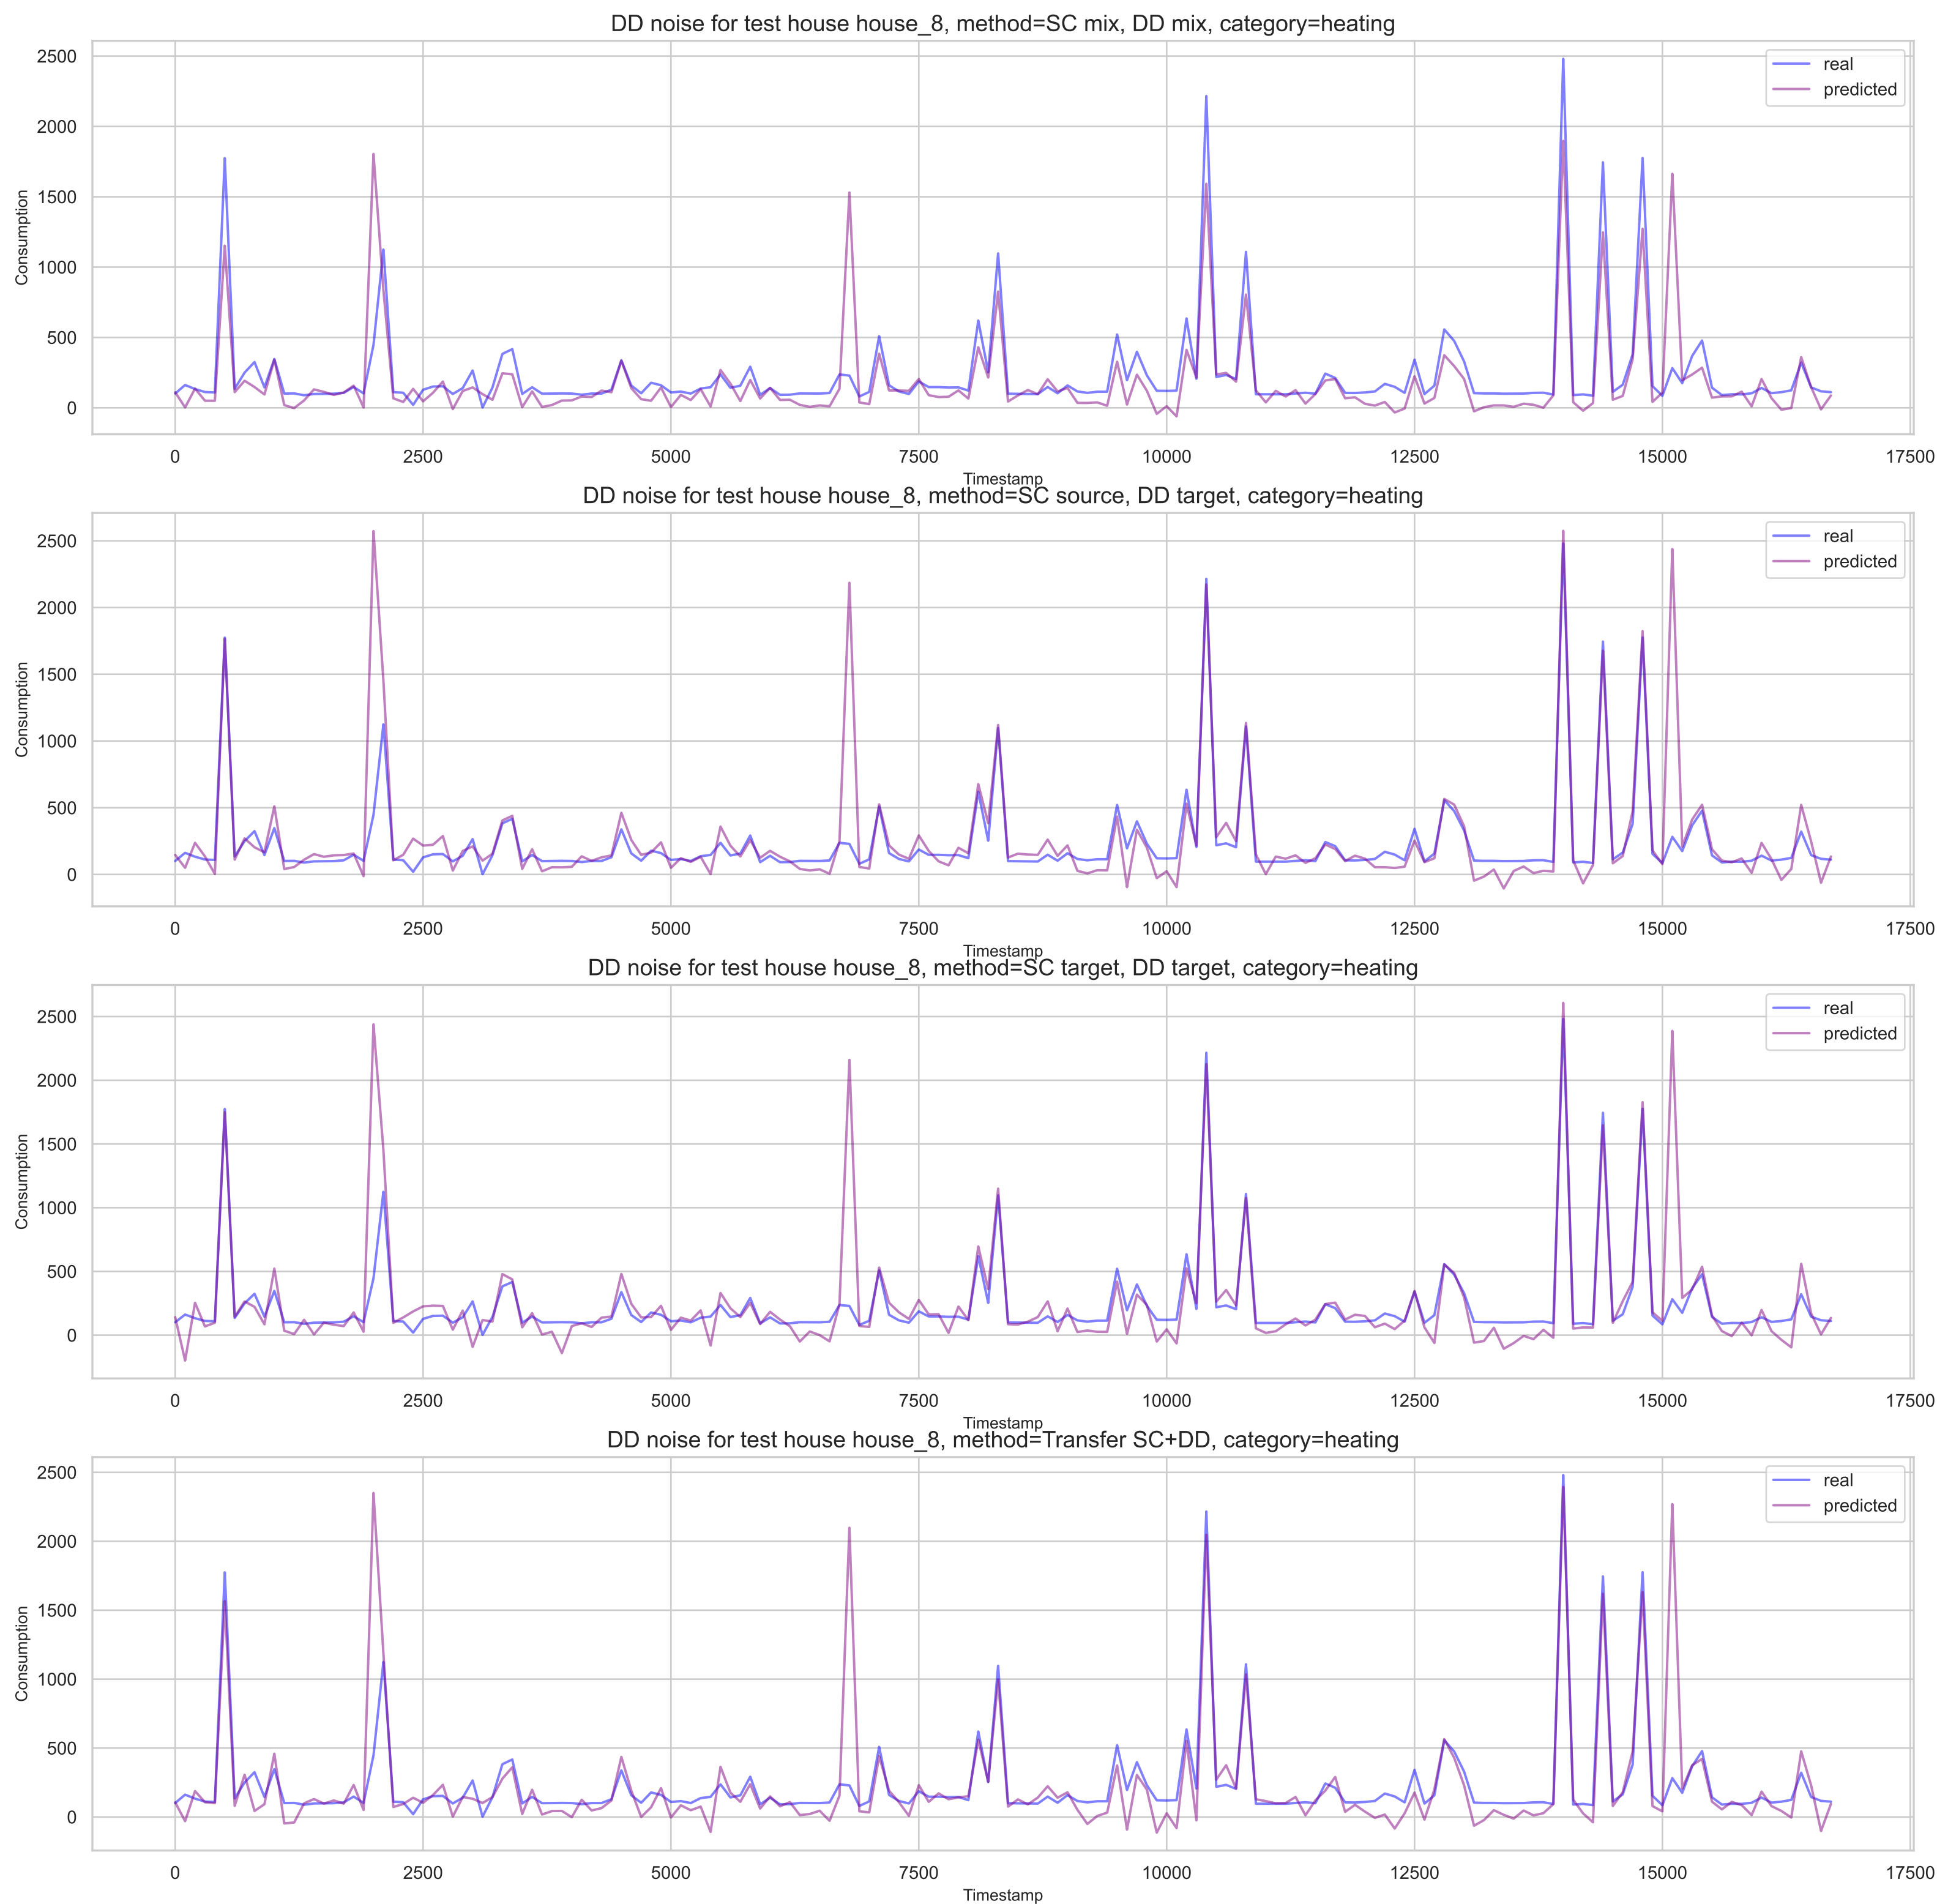 DD noise for test house house_8, method=SC mix, DD mix, category=heating
2500
2000
1500
1000
500
0
Consumption
real
predicted
0 2500 5000 7500 10000 12500 15000 17500
Timestamp
DD noise for test house house_8, method=SC source, DD target, category=heating
2500
2000
1500
1000
500
0
Consumption
real
predicted
0 2500 5000 7500 10000 12500 15000 17500
Timestamp
DD noise for test house house_8, method=SC target, DD target, category=heating
2500
2000
1500
1000
500
0
Consumption
real
predicted
0 2500 5000 7500 10000 12500 15000 17500
Timestamp
DD noise for test house house_8, method=Transfer SC+DD, category=heating
2500
2000
1500
1000
500
0
Consumption
real
predicted
0 2500 5000 7500 10000 12500 15000 17500
Timestamp